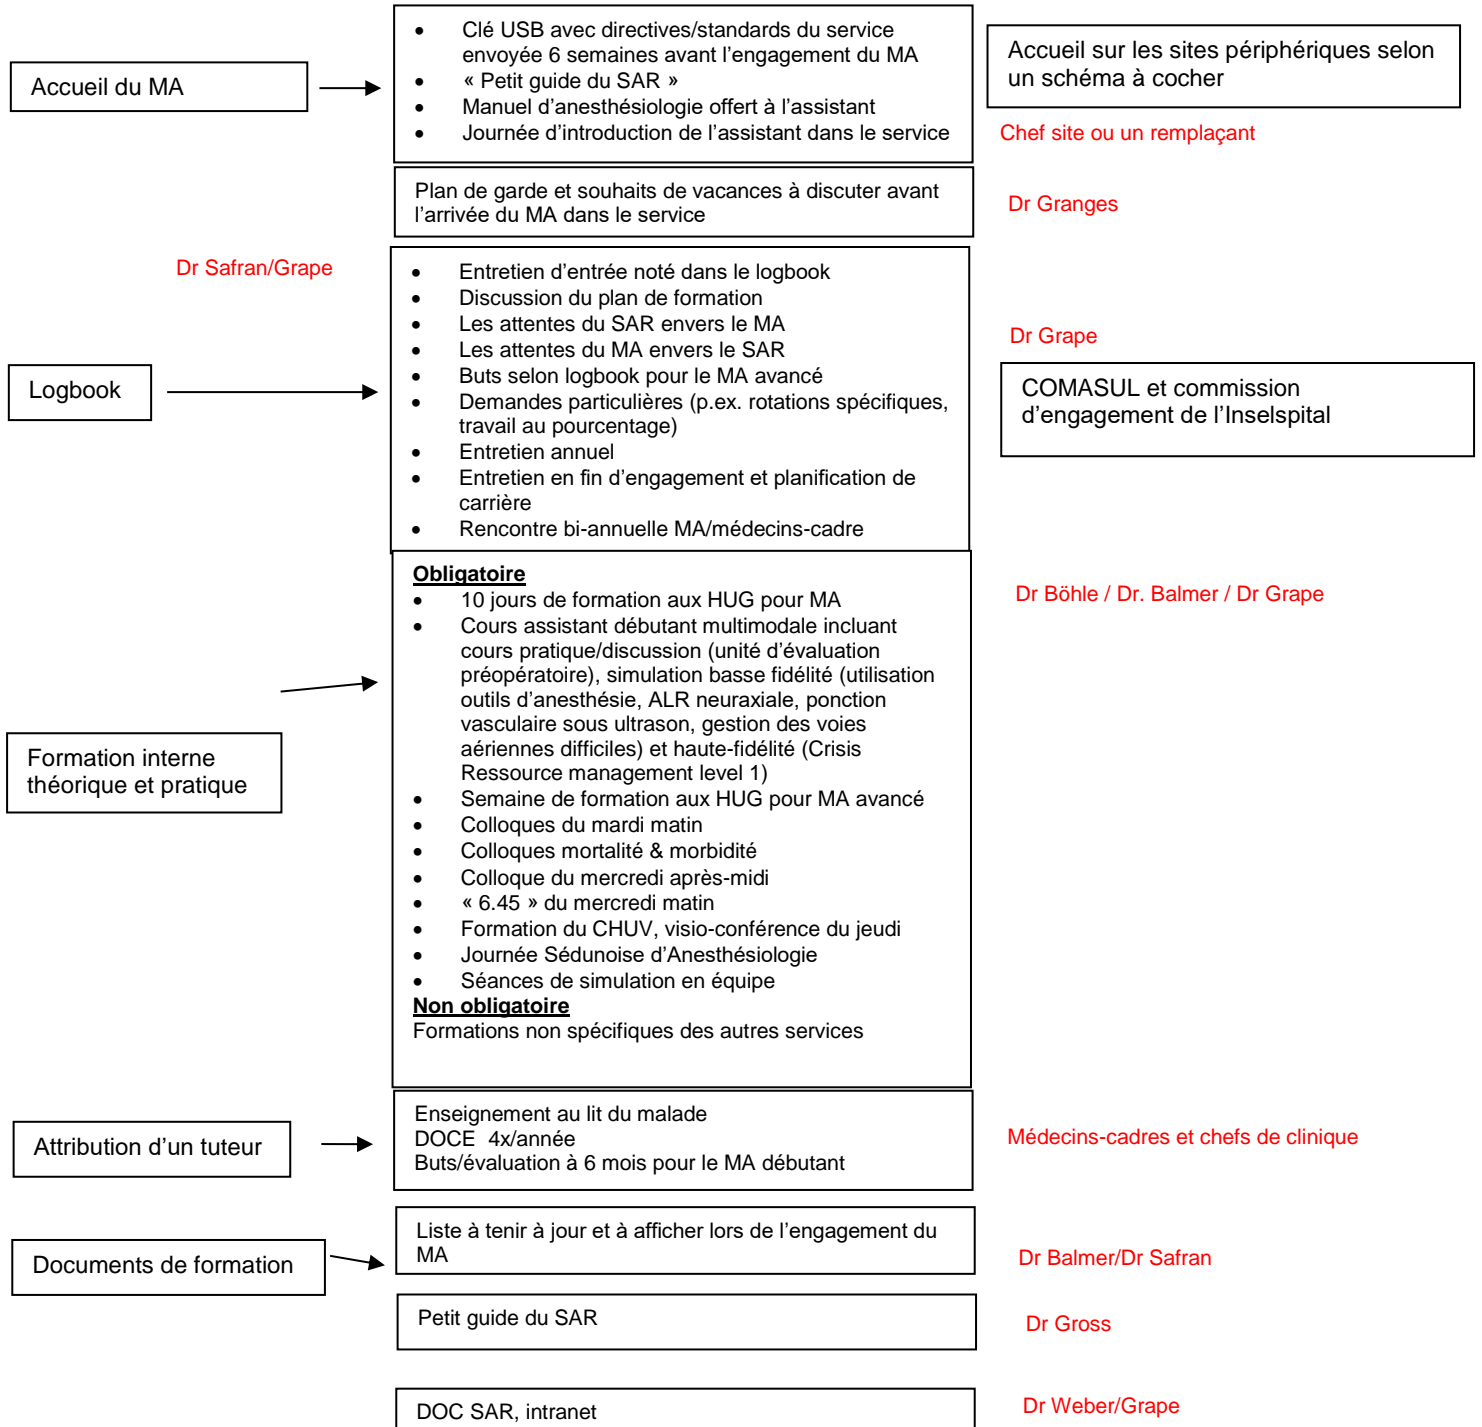 Accueil du MA
• Clé USB avec directives/standards du service
envoyée 6 semaines avant l’engagement du MA
• « Petit guide du SAR »
• Manuel d’anesthésiologie offert à l’assistant
• Journée d’introduction de l’assistant dans le service
Accueil sur les sites périphériques selon
un schéma à cocher
Chef site ou un remplaçant
Plan de garde et souhaits de vacances à discuter avant
l’arrivée du MA dans le service
Dr Granges
Dr Safran/Grape
Logbook
• Entretien d’entrée noté dans le logbook
• Discussion du plan de formation
• Les attentes du SAR envers le MA
• Les attentes du MA envers le SAR
• Buts selon logbook pour le MA avancé
• Demandes particulières (p.ex. rotations spécifiques,
travail au pourcentage)
• Entretien annuel
• Entretien en fin d’engagement et planification de
carrière
• Rencontre bi-annuelle MA/médecins-cadre
Dr Grape
COMASUL et commission
d’engagement de l’Inselspital
Formation interne
théorique et pratique
Obligatoire
• 10 jours de formation aux HUG pour MA
• Cours assistant débutant multimodale incluant
cours pratique/discussion (unité d’évaluation
préopératoire), simulation basse fidélité (utilisation
outils d’anesthésie, ALR neuraxiale, ponction
vasculaire sous ultrason, gestion des voies
aériennes difficiles) et haute-fidélité (Crisis
Ressource management level 1)
• Semaine de formation aux HUG pour MA avancé
• Colloques du mardi matin
• Colloques mortalité & morbidité
• Colloque du mercredi après-midi
• « 6.45 » du mercredi matin
• Formation du CHUV, visio-conférence du jeudi
• Journée Sédunoise d’Anesthésiologie
• Séances de simulation en équipe
Non obligatoire
Formations non spécifiques des autres services
Dr Böhle / Dr. Balmer / Dr Grape
Attribution d’un tuteur
Enseignement au lit du malade
DOCE 4x/année
Buts/évaluation à 6 mois pour le MA débutant
Médecins-cadres et chefs de clinique
Documents de formation
Liste à tenir à jour et à afficher lors de l’engagement du
MA
Dr Balmer/Dr Safran
Petit guide du SAR
Dr Gross
DOC SAR, intranet
Dr Weber/Grape